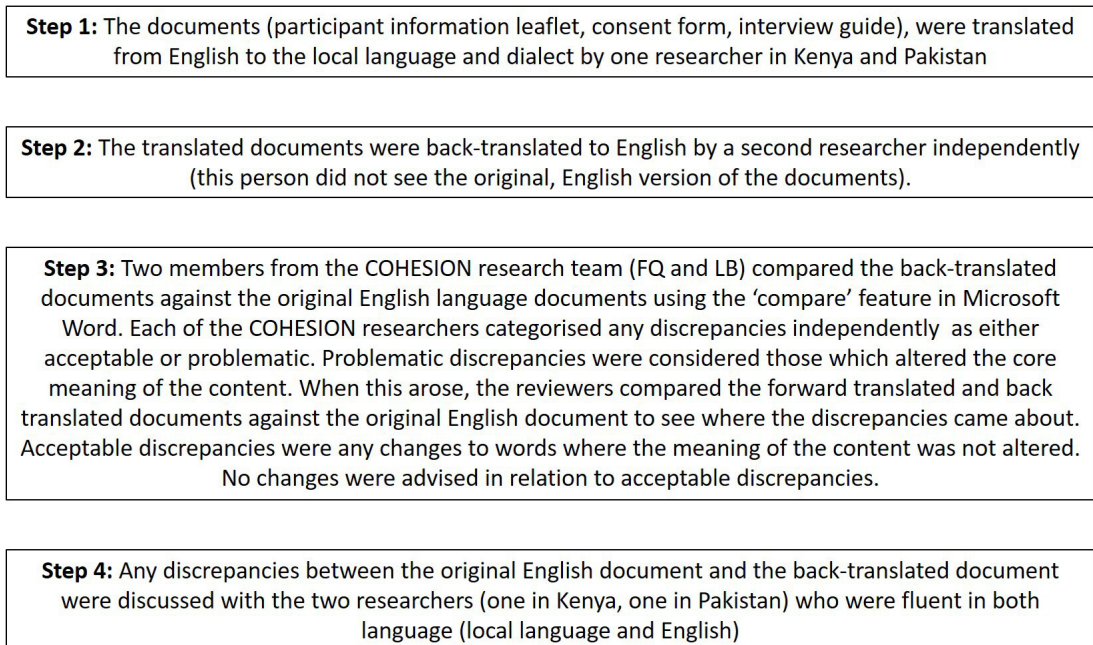 Step 1: The documents (participant information leaflet, consent form, interview guide), were translated
from English to the local language and dialect by one researcher in Kenya and Pakistan
Step 2: The translated documents were back-translated to English by a second researcher independently
(this person did not see the original, English version of the documents).
Step 3: Two members from the COHESION research team (FQ and LB) compared the back-translated
documents against the original English language documents using the ‘compare’ feature in Microsoft
Word. Each of the COHESION researchers categorised any discrepancies independently as either
acceptable or problematic. Problematic discrepancies were considered those which altered the core
meaning of the content. When this arose, the reviewers compared the forward translated and back
translated documents against the original English document to see where the discrepancies came about.
Acceptable discrepancies were any changes to words where the meaning of the content was not altered.
No changes were advised in relation to acceptable discrepancies.
Step 4: Any discrepancies between the original English document and the back-translated document
were discussed with the two researchers (one in Kenya, one in Pakistan) who were fluent in both
language (local language and English)